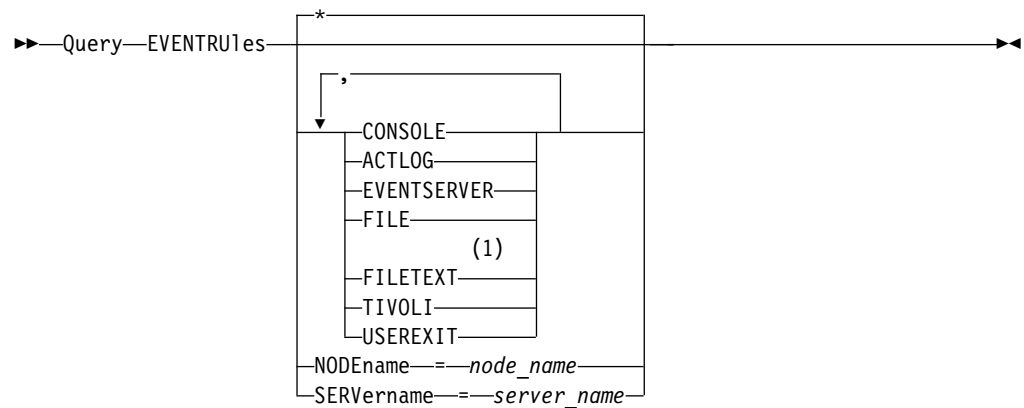 *
Query EVENTRUles
,
CONSOLE
ACTLOG
EVENTSERVER
FILE
(1)
FILETEXT
TIVOLI
USEREXIT
NODEname = node_name
SERVername = server_name